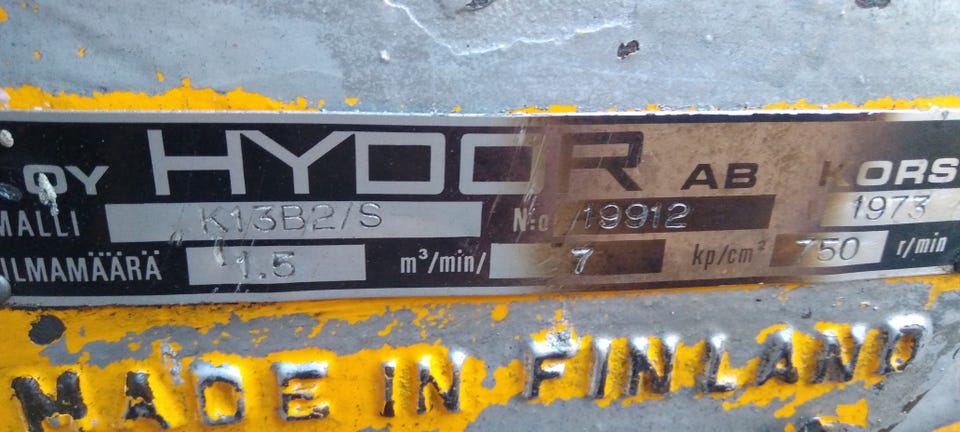 OY HYDOR AB KORS
MALLI K13B2/S N:o 19912 1973
ILMAMÄÄRÄ 1.5 m³/min/ 7 kp/cm² 750 r/min
MADE IN FINLAND